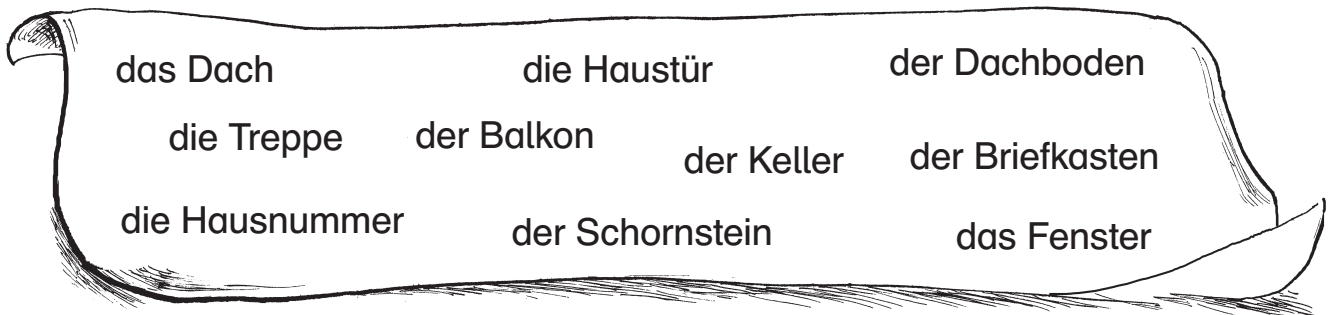 das Dach
die Haustür
der Dachboden
die Treppe
der Balkon
der Keller
der Briefkasten
die Hausnummer
der Schornstein
das Fenster